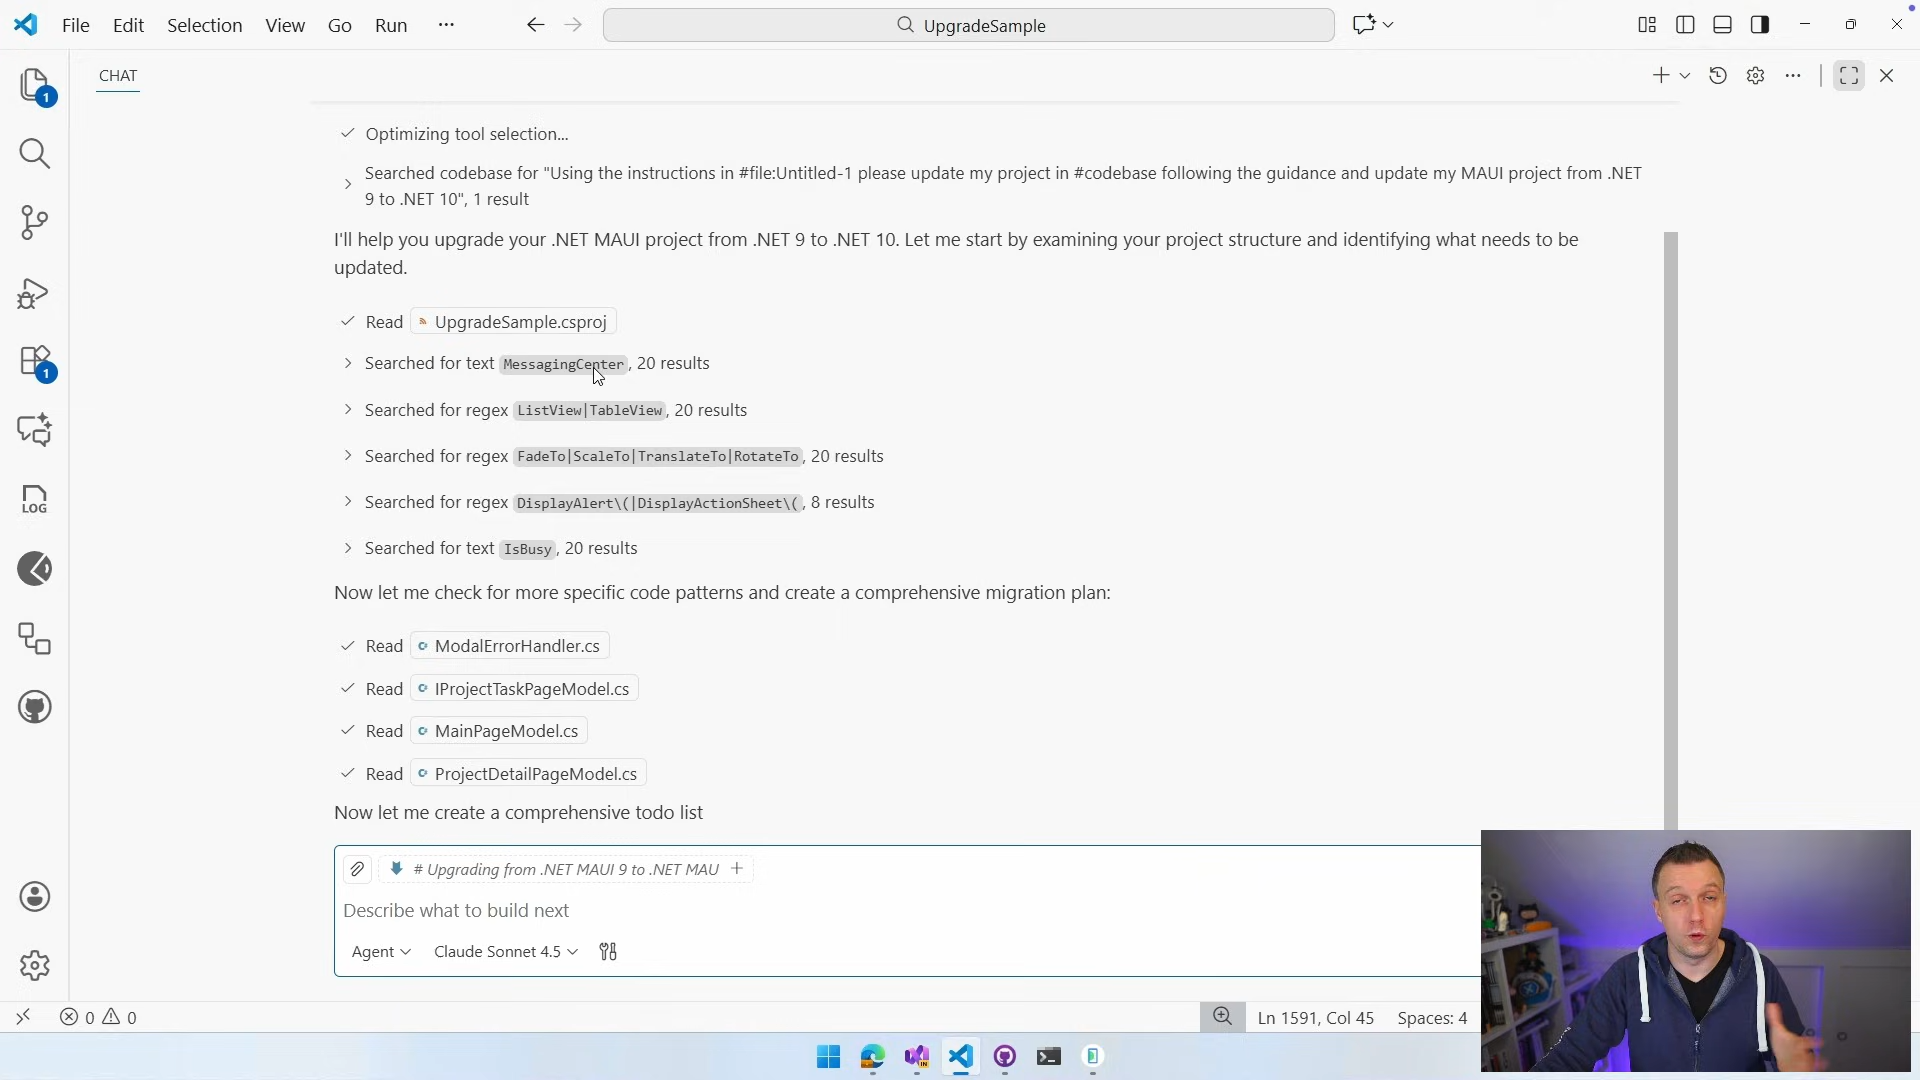 File Edit Selection View Go Run ··· UpgradeSample
CHAT
1
Optimizing tool selection...
Searched codebase for "Using the instructions in #file:Untitled-1 please update my project in #codebase following the guidance and update my MAUI project from .NET
9 to .NET 10", 1 result
I'll help you upgrade your .NET MAUI project from .NET 9 to .NET 10. Let me start by examining your project structure and identifying what needs to be
updated.
Read UpgradeSample.csproj
Searched for text MessagingCenter, 20 results
1
Searched for regex ListView|TableView, 20 results
Searched for regex FadeTo|ScaleTo|TranslateTo|RotateTo, 20 results
LOG
Searched for regex DisplayAlert\(|DisplayActionSheet\(, 8 results
Searched for text IsBusy, 20 results
Now let me check for more specific code patterns and create a comprehensive migration plan:
Read ModalErrorHandler.cs
Read IProjectTaskPageModel.cs
Read MainPageModel.cs
Read ProjectDetailPageModel.cs
Now let me create a comprehensive todo list
# Upgrading from .NET MAUI 9 to .NET MAU
Describe what to build next
Agent Claude Sonnet 4.5
0 0 Ln 1591, Col 45 Spaces: 4